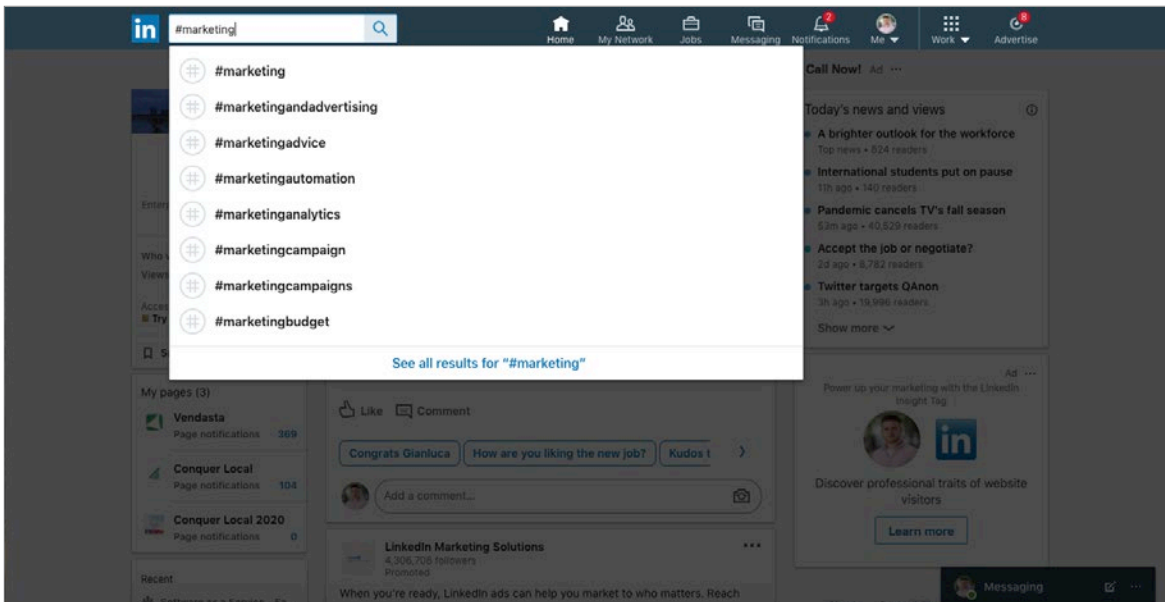 in
#marketing
Home
My Network
Jobs
Messaging
2
Notifications
Me
Work
8
Advertise
#marketing
#marketingandadvertising
#marketingadvice
#marketingautomation
#marketinganalytics
#marketingcampaign
#marketingcampaigns
#marketingbudget
See all results for "#marketing"
Call Now! Ad ...
Today's news and views
A brighter outlook for the workforce
Top news • 824 readers
International students put on pause
11h ago • 140 readers
Pandemic cancels TV's fall season
53m ago • 40,529 readers
Accept the job or negotiate?
2d ago • 8,782 readers
Twitter targets QAnon
3h ago • 19,996 readers
Show more
Who
Views
Try
My pages (3)
Vendasta
Page notifications 369
Conquer Local
Page notifications 104
Conquer Local 2020
Page notifications 0
Recent
Like Comment
Congrats Gianluca
How are you liking the new job?
Kudos t
Add a comment...
LinkedIn Marketing Solutions
4,306,706 followers
Promoted
When you're ready, LinkedIn ads can help you market to who matters. Reach
Ad ...
Power up your marketing with the LinkedIn
Insight Tag
in
Discover professional traits of website
visitors
Learn more
Messaging